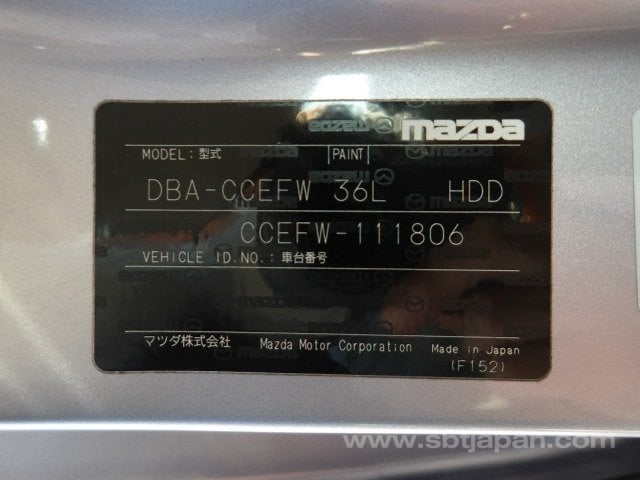 mazda
MODEL:型式 PAINT
DBA-CCEFW 36L HDD
CCEFW-111806
VEHICLE ID.NO.:車台番号
マツダ株式会社 Mazda Motor Corporation Made in Japan
(F152)
www.sbtjapan.com